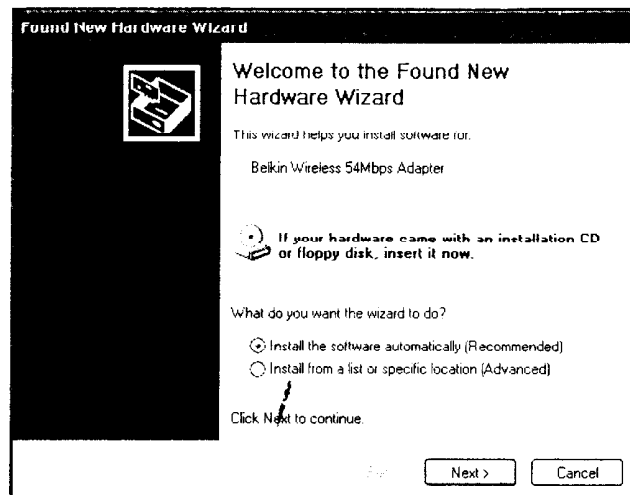 Found New Hardware Wizard
Welcome to the Found New
Hardware Wizard
This wizard helps you install software for:
Belkin Wireless 54Mbps Adapter
If your hardware came with an installation CD
or floppy disk, insert it now.
What do you want the wizard to do?
Install the software automatically (Recommended)
Install from a list or specific location (Advanced)
Click Next to continue.
Next >
Cancel